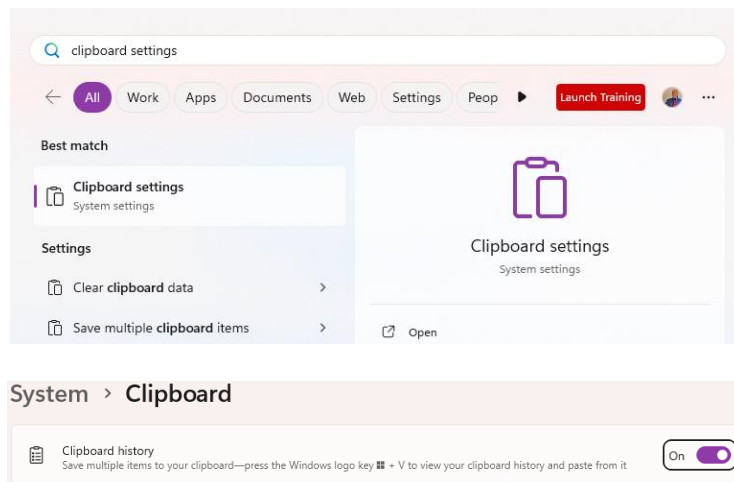 clipboard settings
All Work Apps Documents Web Settings Peop Launch Training
Best match
Clipboard settings
System settings
Settings
Clear clipboard data
Save multiple clipboard items
Clipboard settings
System settings
Open
System > Clipboard
Clipboard history
Save multiple items to your clipboard—press the Windows logo key + V to view your clipboard history and paste from it
On